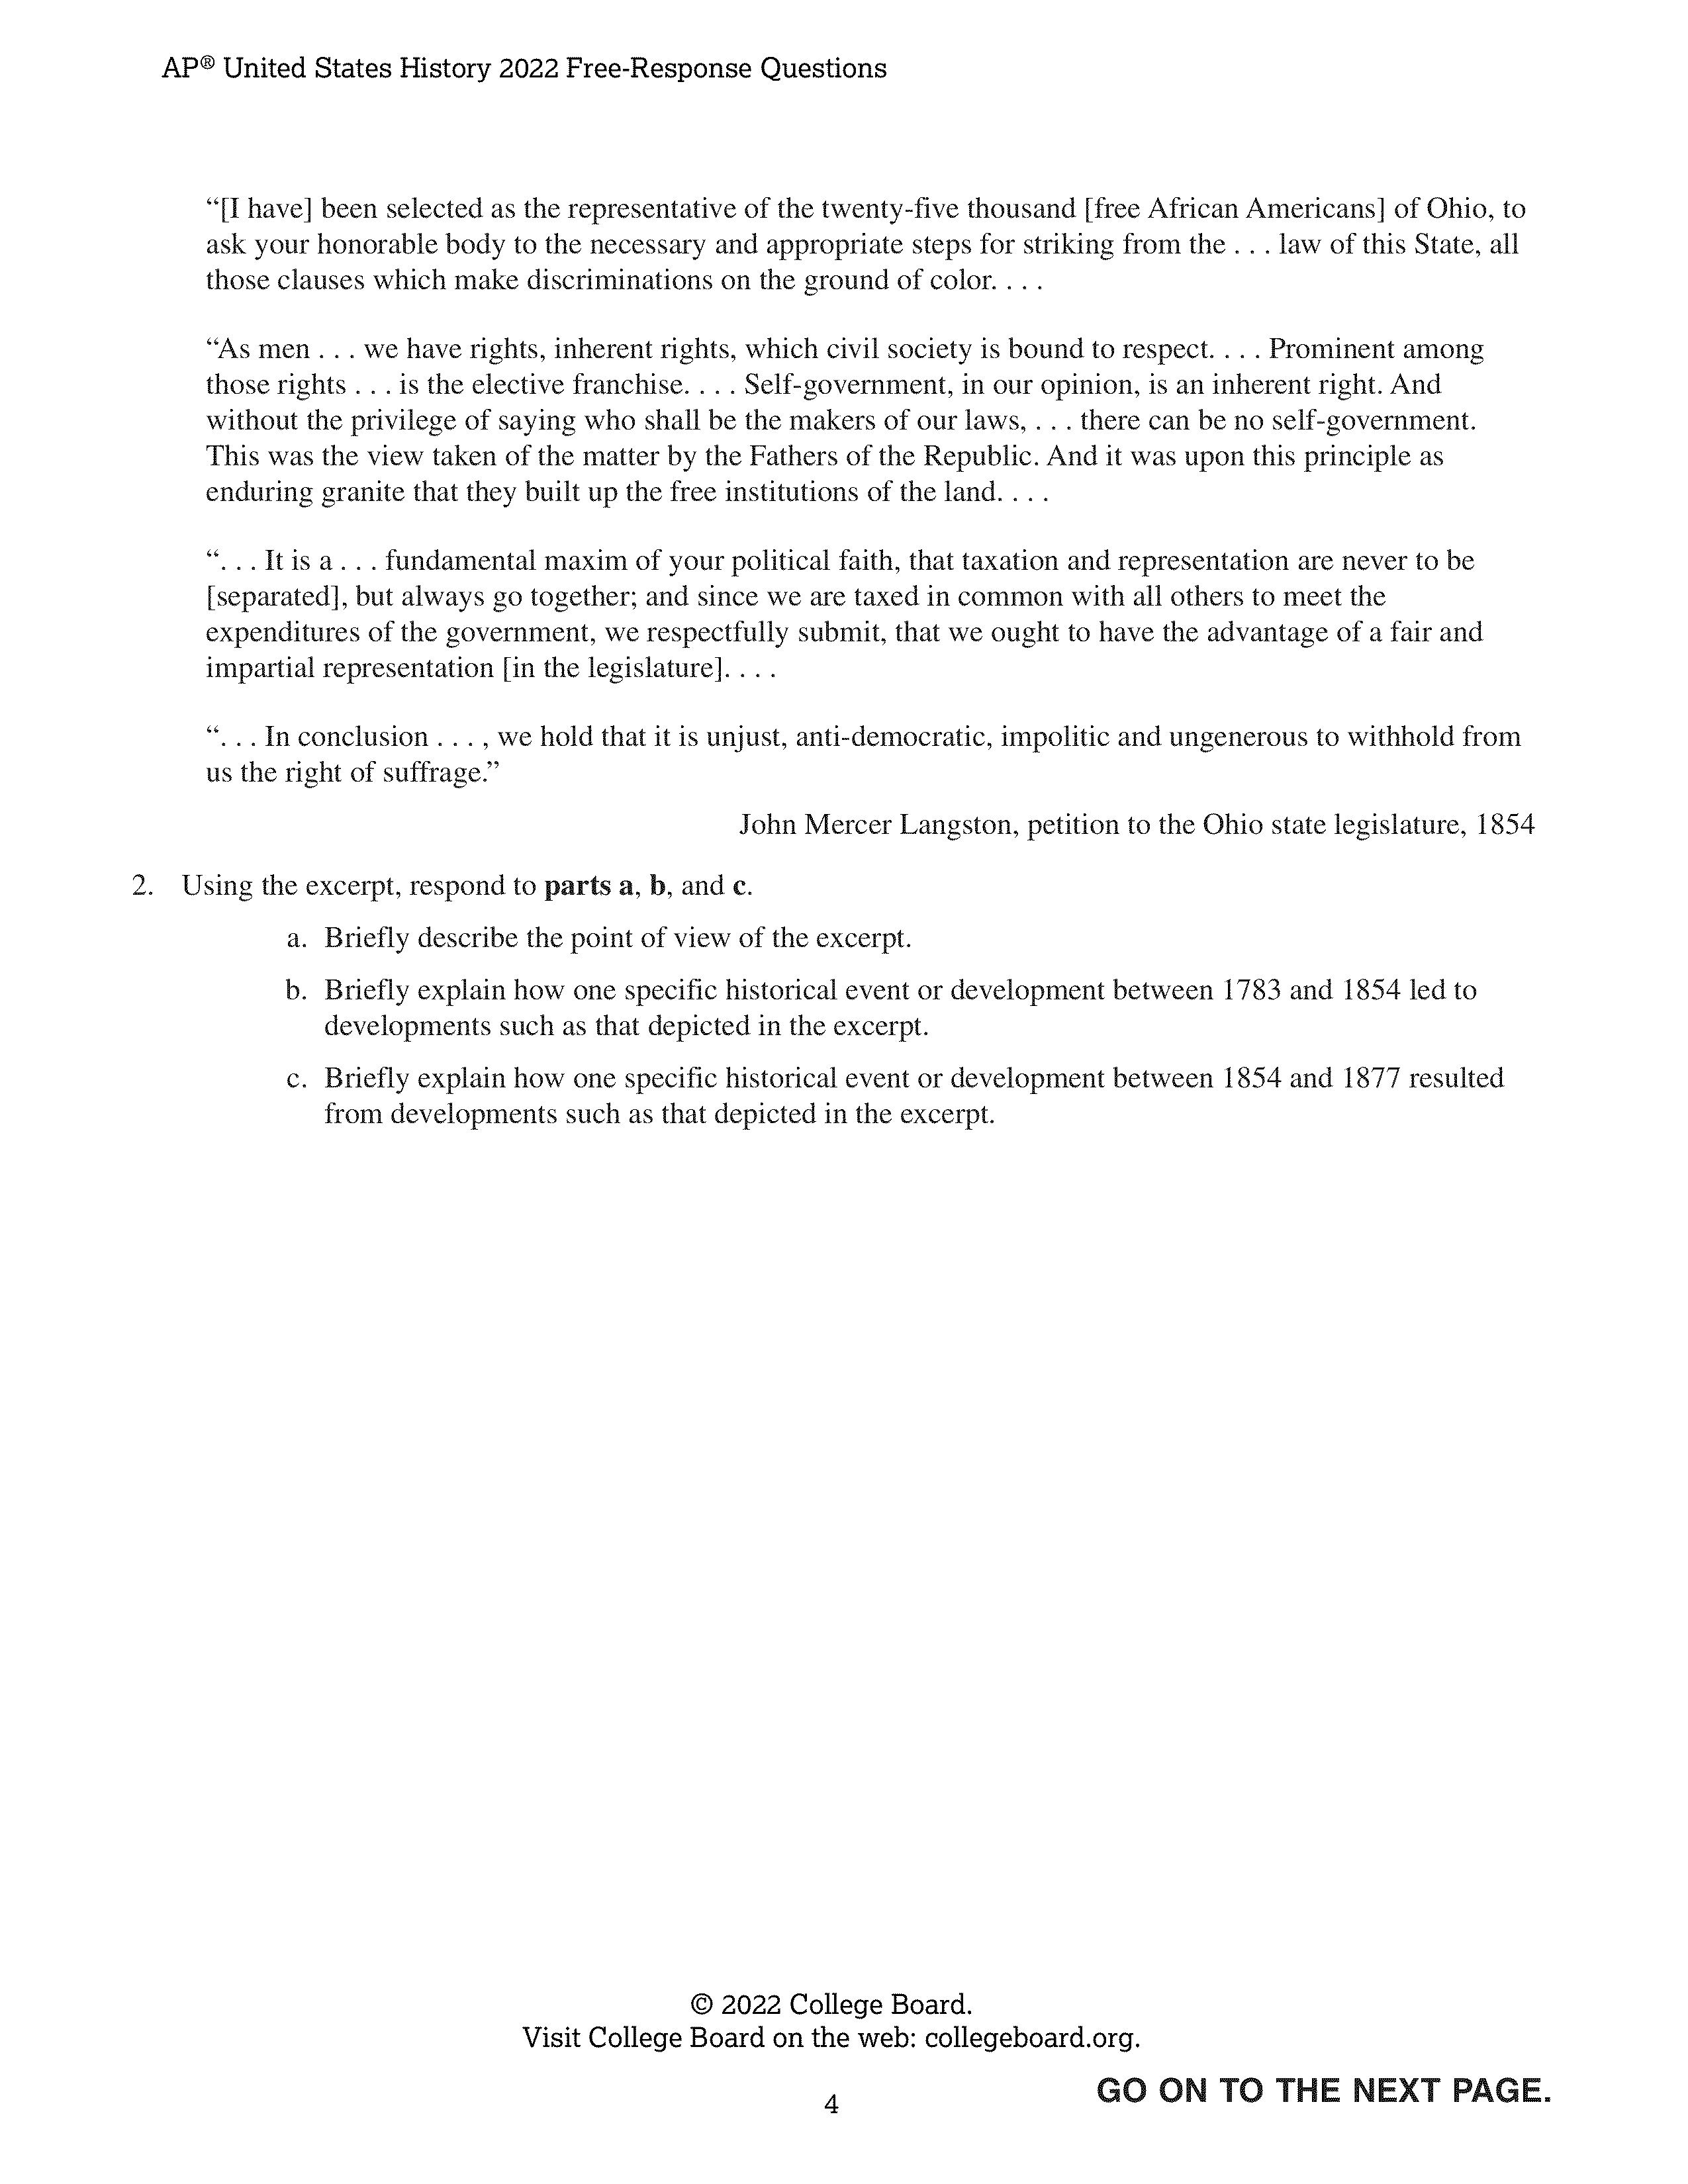 AP® United States History 2022 Free-Response Questions
“[I have] been selected as the representative of the twenty-five thousand [free African Americans] of Ohio, to
ask your honorable body to the necessary and appropriate steps for striking from the . . . law of this State, all
those clauses which make discriminations on the ground of color. . . .
“As men . . . we have rights, inherent rights, which civil society is bound to respect. . . . Prominent among
those rights . . . is the elective franchise. . . . Self-government, in our opinion, is an inherent right. And
without the privilege of saying who shall be the makers of our laws, . . . there can be no self-government.
This was the view taken of the matter by the Fathers of the Republic. And it was upon this principle as
enduring granite that they built up the free institutions of the land. . . .
“. . . It is a . . . fundamental maxim of your political faith, that taxation and representation are never to be
[separated], but always go together; and since we are taxed in common with all others to meet the
expenditures of the government, we respectfully submit, that we ought to have the advantage of a fair and
impartial representation [in the legislature]. . . .
“. . . In conclusion . . . , we hold that it is unjust, anti-democratic, impolitic and ungenerous to withhold from
us the right of suffrage.”
John Mercer Langston, petition to the Ohio state legislature, 1854
2. Using the excerpt, respond to parts a, b, and c.
a. Briefly describe the point of view of the excerpt.
b. Briefly explain how one specific historical event or development between 1783 and 1854 led to
developments such as that depicted in the excerpt.
c. Briefly explain how one specific historical event or development between 1854 and 1877 resulted
from developments such as that depicted in the excerpt.
© 2022 College Board.
Visit College Board on the web: collegeboard.org.
GO ON TO THE NEXT PAGE.
4